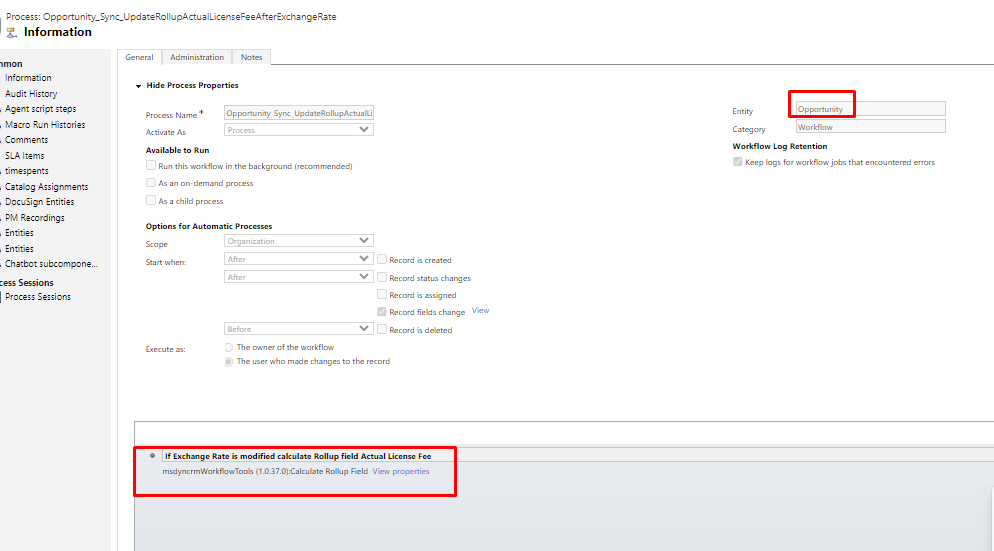 Process: Opportunity_Sync_UpdateRollupActualLicenseFeeAfterExchangeRate
Information
mmon
Information
Audit History
Agent script steps
Macro Run Histories
Comments
SLA Items
timespents
Catalog Assignments
DocuSign Entities
PM Recordings
Entities
Entities
Chatbot subcompone...
cess Sessions
Process Sessions
General Administration Notes
Hide Process Properties
Process Name * Opportunity_Sync_UpdateRollupActualLi
Activate As Process
Available to Run
Run this workflow in the background (recommended)
As an on-demand process
As a child process
Entity Opportunity
Category Workflow
Workflow Log Retention
Keep logs for workflow jobs that encountered errors
Options for Automatic Processes
Scope Organization
Start when: After Record is created
After Record status changes
Record is assigned
Record fields change View
Before Record is deleted
Execute as: The owner of the workflow
The user who made changes to the record
If Exchange Rate is modified calculate Rollup field Actual License Fee
msdyncrmWorkflowTools (1.0.37.0):Calculate Rollup Field View properties